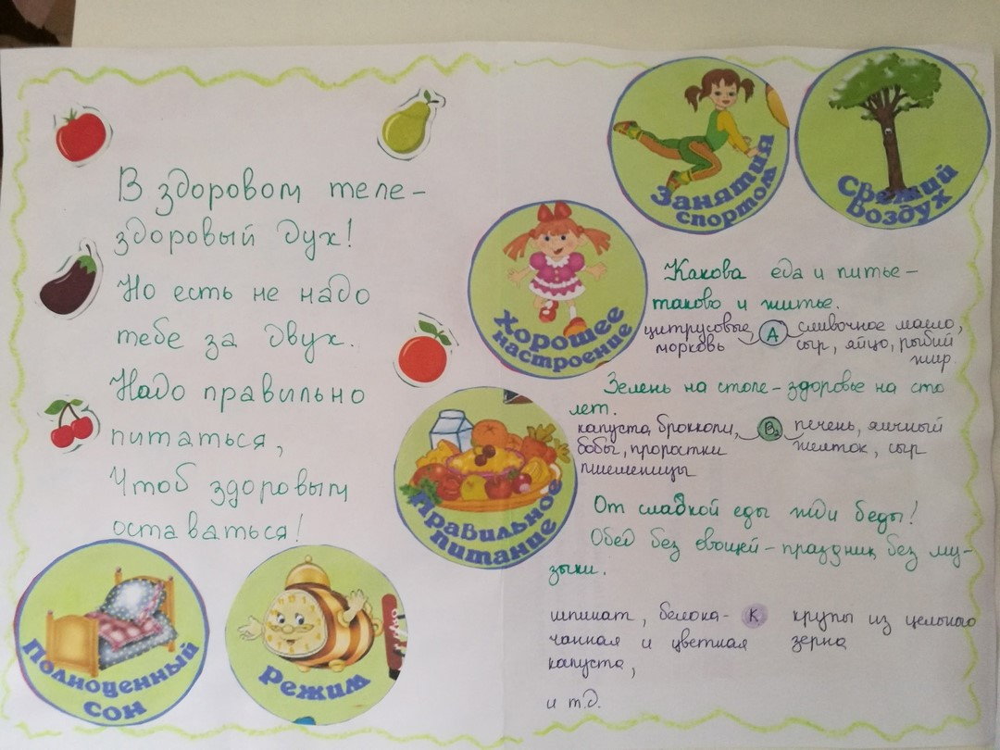 В здоровом теле-
здоровый дух!
Но есть не надо
тебе за двух.
Надо правильно
питаться,
Чтоб здоровым
оставаться!
Полноценный
сон
Режим
Занятия
спортом
Свежий
воздух
Хорошее
настроение
Какова еда и питье-
таково и житье.
цитрусовые, А сливочное масло,
морковь сыр, яйцо, рыбий
жир
Зелень на столе-здоровье на сто
лет.
капуста, брокколи, В₂ печень, яичный
бобы, проростки желток, сыр
пшеменицы
Правильное
питание
От сладкой еды жди беды!
Обед без овощей-праздник без му-
зыки.
шпинат, белока- К крупы из цельного
чанная и цветная зерна
капуста,
и т.д.